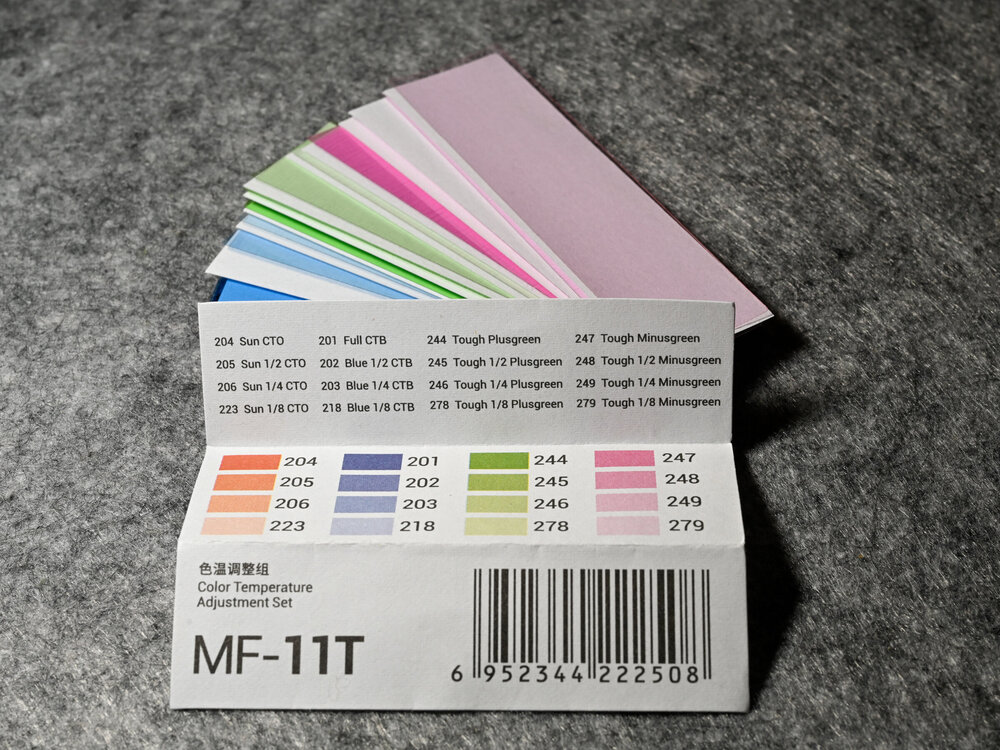 204 Sun CTO 201 Full CTB 244 Tough Plusgreen 247 Tough Minusgreen
205 Sun 1/2 CTO 202 Blue 1/2 CTB 245 Tough 1/2 Plusgreen 248 Tough 1/2 Minusgreen
206 Sun 1/4 CTO 203 Blue 1/4 CTB 246 Tough 1/4 Plusgreen 249 Tough 1/4 Minusgreen
223 Sun 1/8 CTO 218 Blue 1/8 CTB 278 Tough 1/8 Plusgreen 279 Tough 1/8 Minusgreen
204 201 244 247
205 202 245 248
206 203 246 249
223 218 278 279
色温调整组
Color Temperature
Adjustment Set
MF-11T
6 952344 222508